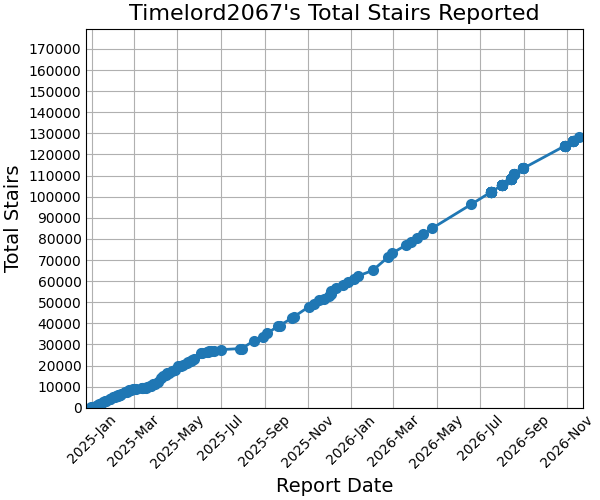 Timelord2067's Total Stairs Reported
Total Stairs
170000
160000
150000
140000
130000
120000
110000
100000
90000
80000
70000
60000
50000
40000
30000
20000
10000
0
2025-Jan
2025-Mar
2025-May
2025-Jul
2025-Sep
2025-Nov
2026-Jan
2026-Mar
2026-May
2026-Jul
2026-Sep
2026-Nov
Report Date